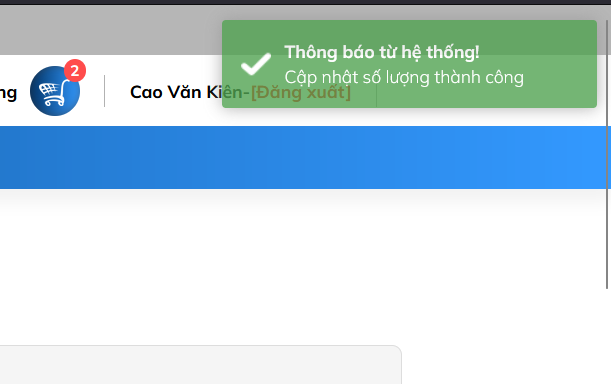 Thông báo từ hệ thống!
Cập nhật số lượng thành công
ng
2
Cao Văn Kiên-[Đăng xuất]